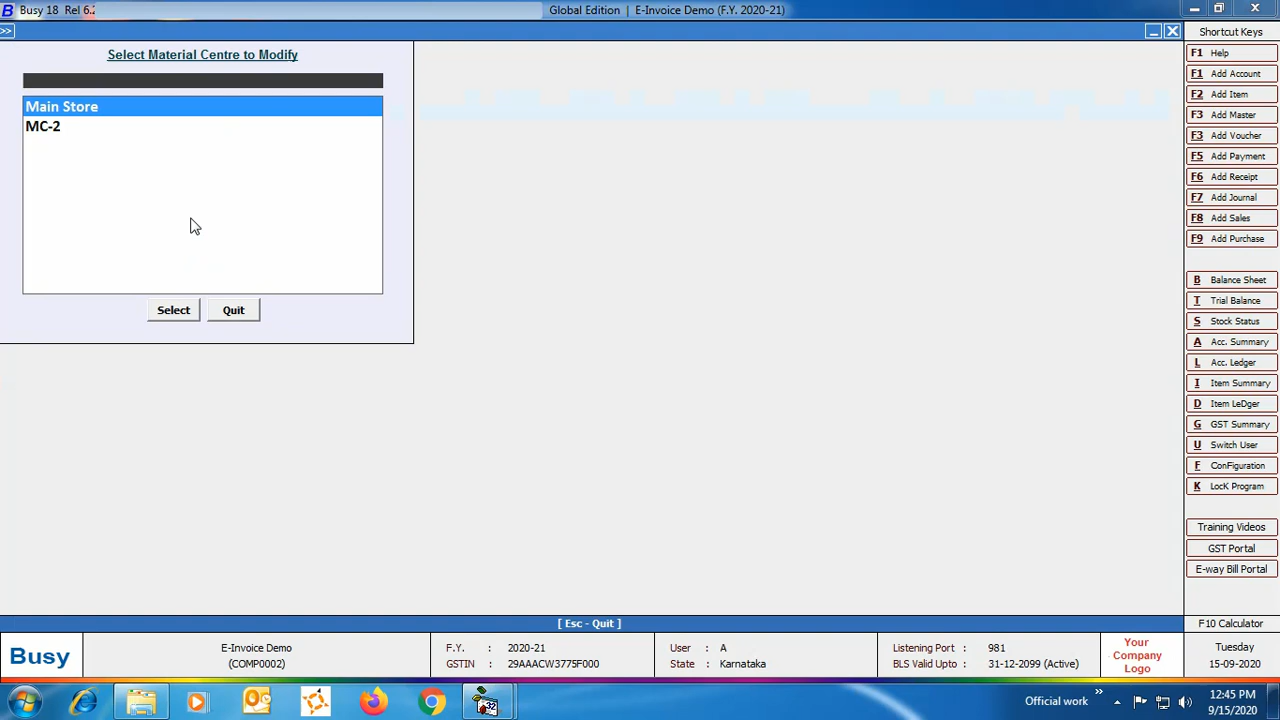 Busy 18 Rel 6.2
Global Edition | E-Invoice Demo (F.Y. 2020-21)
>>
Select Material Centre to Modify
Main Store
MC-2
Select
Quit
Shortcut Keys
F1 Help
F1 Add Account
F2 Add Item
F3 Add Master
F3 Add Voucher
F5 Add Payment
F6 Add Receipt
F7 Add Journal
F8 Add Sales
F9 Add Purchase
B Balance Sheet
T Trial Balance
S Stock Status
A Acc. Summary
L Acc. Ledger
I Item Summary
D Item LeDger
G GST Summary
U Switch User
F ConFiguration
K LocK Program
Training Videos
GST Portal
E-way Bill Portal
[ Esc - Quit ]
F10 Calculator
Busy
E-Invoice Demo
(COMP0002)
F.Y. : 2020-21
GSTIN : 29AAACW3775F000
User : A
State : Karnataka
Listening Port : 981
BLS Valid Upto : 31-12-2099 (Active)
Your
Company
Logo
Tuesday
15-09-2020
Official work
12:45 PM
9/15/2020